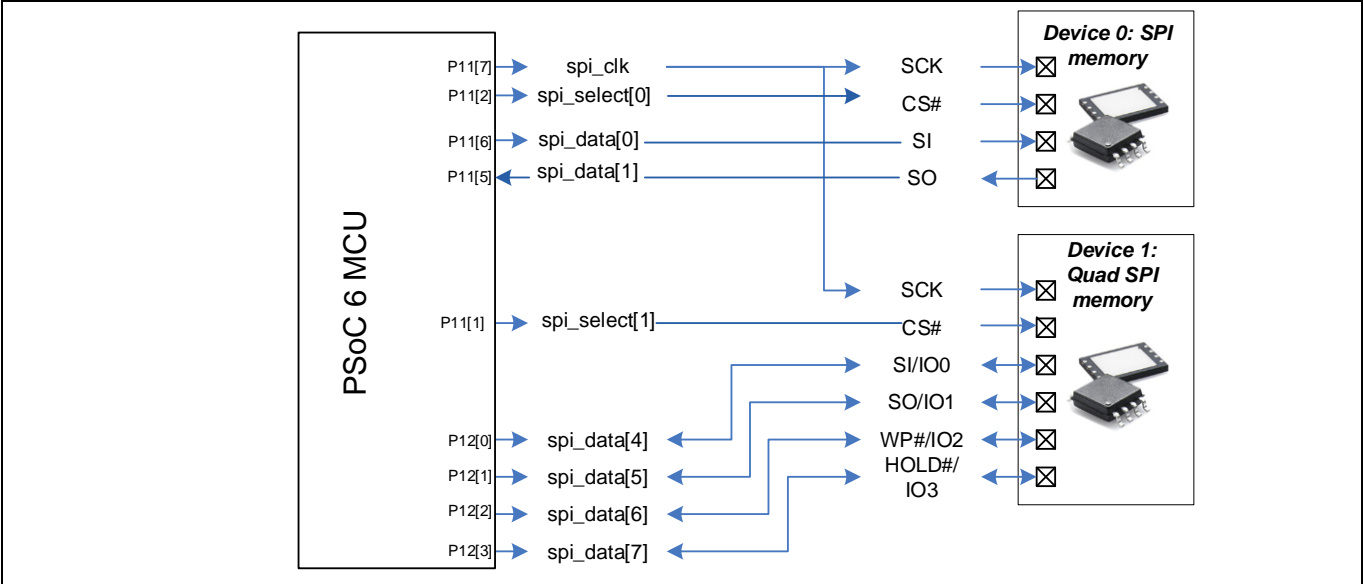 Device 0: SPI
memory
P11[7] spi_clk SCK
P11[2] spi_select[0] CS#
P11[6] spi_data[0] SI
P11[5] spi_data[1] SO
PSoC 6 MCU
Device 1:
Quad SPI
memory
SCK
P11[1] spi_select[1] CS#
SI/IO0
SO/IO1
P12[0] spi_data[4] WP#/IO2
HOLD#/
IO3
P12[1] spi_data[5]
P12[2] spi_data[6]
P12[3] spi_data[7]